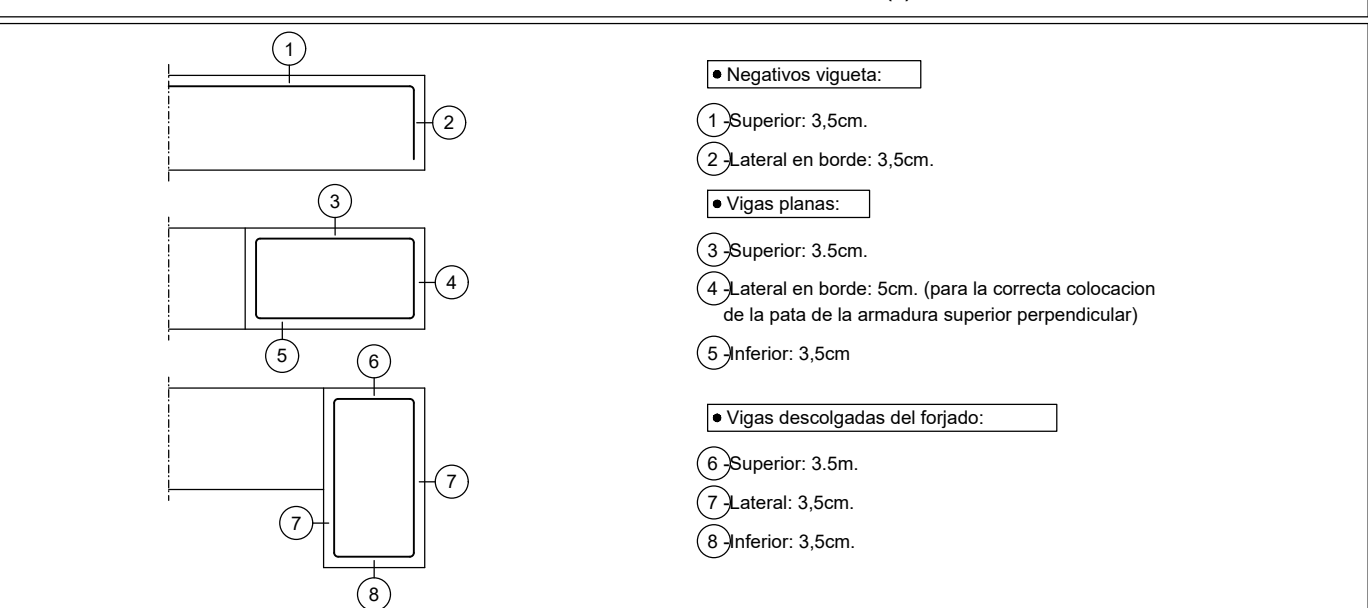 1
2
3
4
5
6
7
7
8
• Negativos vigueta:
1 -Superior: 3,5cm.
2 -Lateral en borde: 3,5cm.
• Vigas planas:
3 -Superior: 3.5cm.
4 -Lateral en borde: 5cm. (para la correcta colocacion
de la pata de la armadura superior perpendicular)
5 -Inferior: 3,5cm
• Vigas descolgadas del forjado:
6 -Superior: 3.5m.
7 -Lateral: 3,5cm.
8 -Inferior: 3,5cm.